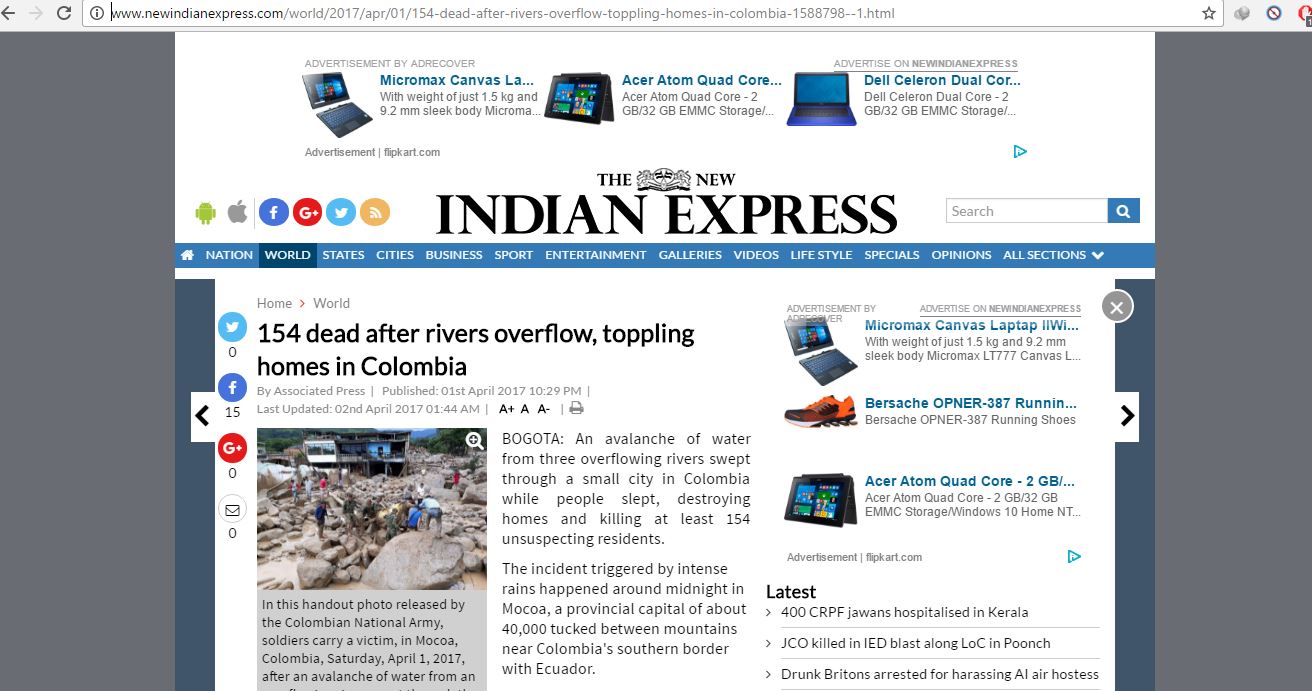 www.newindianexpress.com/world/2017/apr/01/154-dead-after-rivers-overflow-toppling-homes-in-colombia-1588798--1.html
ADVERTISEMENT BY ADRECOVER
ADVERTISE ON NEWINDIANEXPRESS
Micromax Canvas La...
With weight of just 1.5 kg and
9.2 mm sleek body Microma...
Acer Atom Quad Core...
Acer Atom Quad Core - 2
GB/32 GB EMMC Storage/...
Dell Celeron Dual Cor...
Dell Celeron Dual Core - 2
GB/32 GB EMMC Storage/...
Advertisement | flipkart.com
THE NEW
INDIAN EXPRESS
Search
NATION WORLD STATES CITIES BUSINESS SPORT ENTERTAINMENT GALLERIES VIDEOS LIFE STYLE SPECIALS OPINIONS ALL SECTIONS
Home > World
154 dead after rivers overflow, toppling
homes in Colombia
By Associated Press | Published: 01st April 2017 10:29 PM |
Last Updated: 02nd April 2017 01:44 AM | A+ A A- |
0
15
0
0
In this handout photo released by
the Colombian National Army,
soldiers carry a victim, in Mocoa,
Colombia, Saturday, April 1, 2017,
after an avalanche of water from an
BOGOTA: An avalanche of water
from three overflowing rivers swept
through a small city in Colombia
while people slept, destroying
homes and killing at least 154
unsuspecting residents.
The incident triggered by intense
rains happened around midnight in
Mocoa, a provincial capital of about
40,000 tucked between mountains
near Colombia's southern border
with Ecuador.
ADVERTISEMENT BY
ADRECOVER
ADVERTISE ON NEWINDIANEXPRESS
Micromax Canvas Laptap II(Wi...
With weight of just 1.5 kg and 9.2 mm
sleek body Micromax LT777 Canvas L...
Bersache OPNER-387 Runnin...
Bersache OPNER-387 Running Shoes
Acer Atom Quad Core - 2 GB/...
Acer Atom Quad Core - 2 GB/32 GB
EMMC Storage/Windows 10 Home NT...
Advertisement | flipkart.com
Latest
> 400 CRPF jawans hospitalised in Kerala
> JCO killed in IED blast along LoC in Poonch
> Drunk Britons arrested for harassing AI air hostess